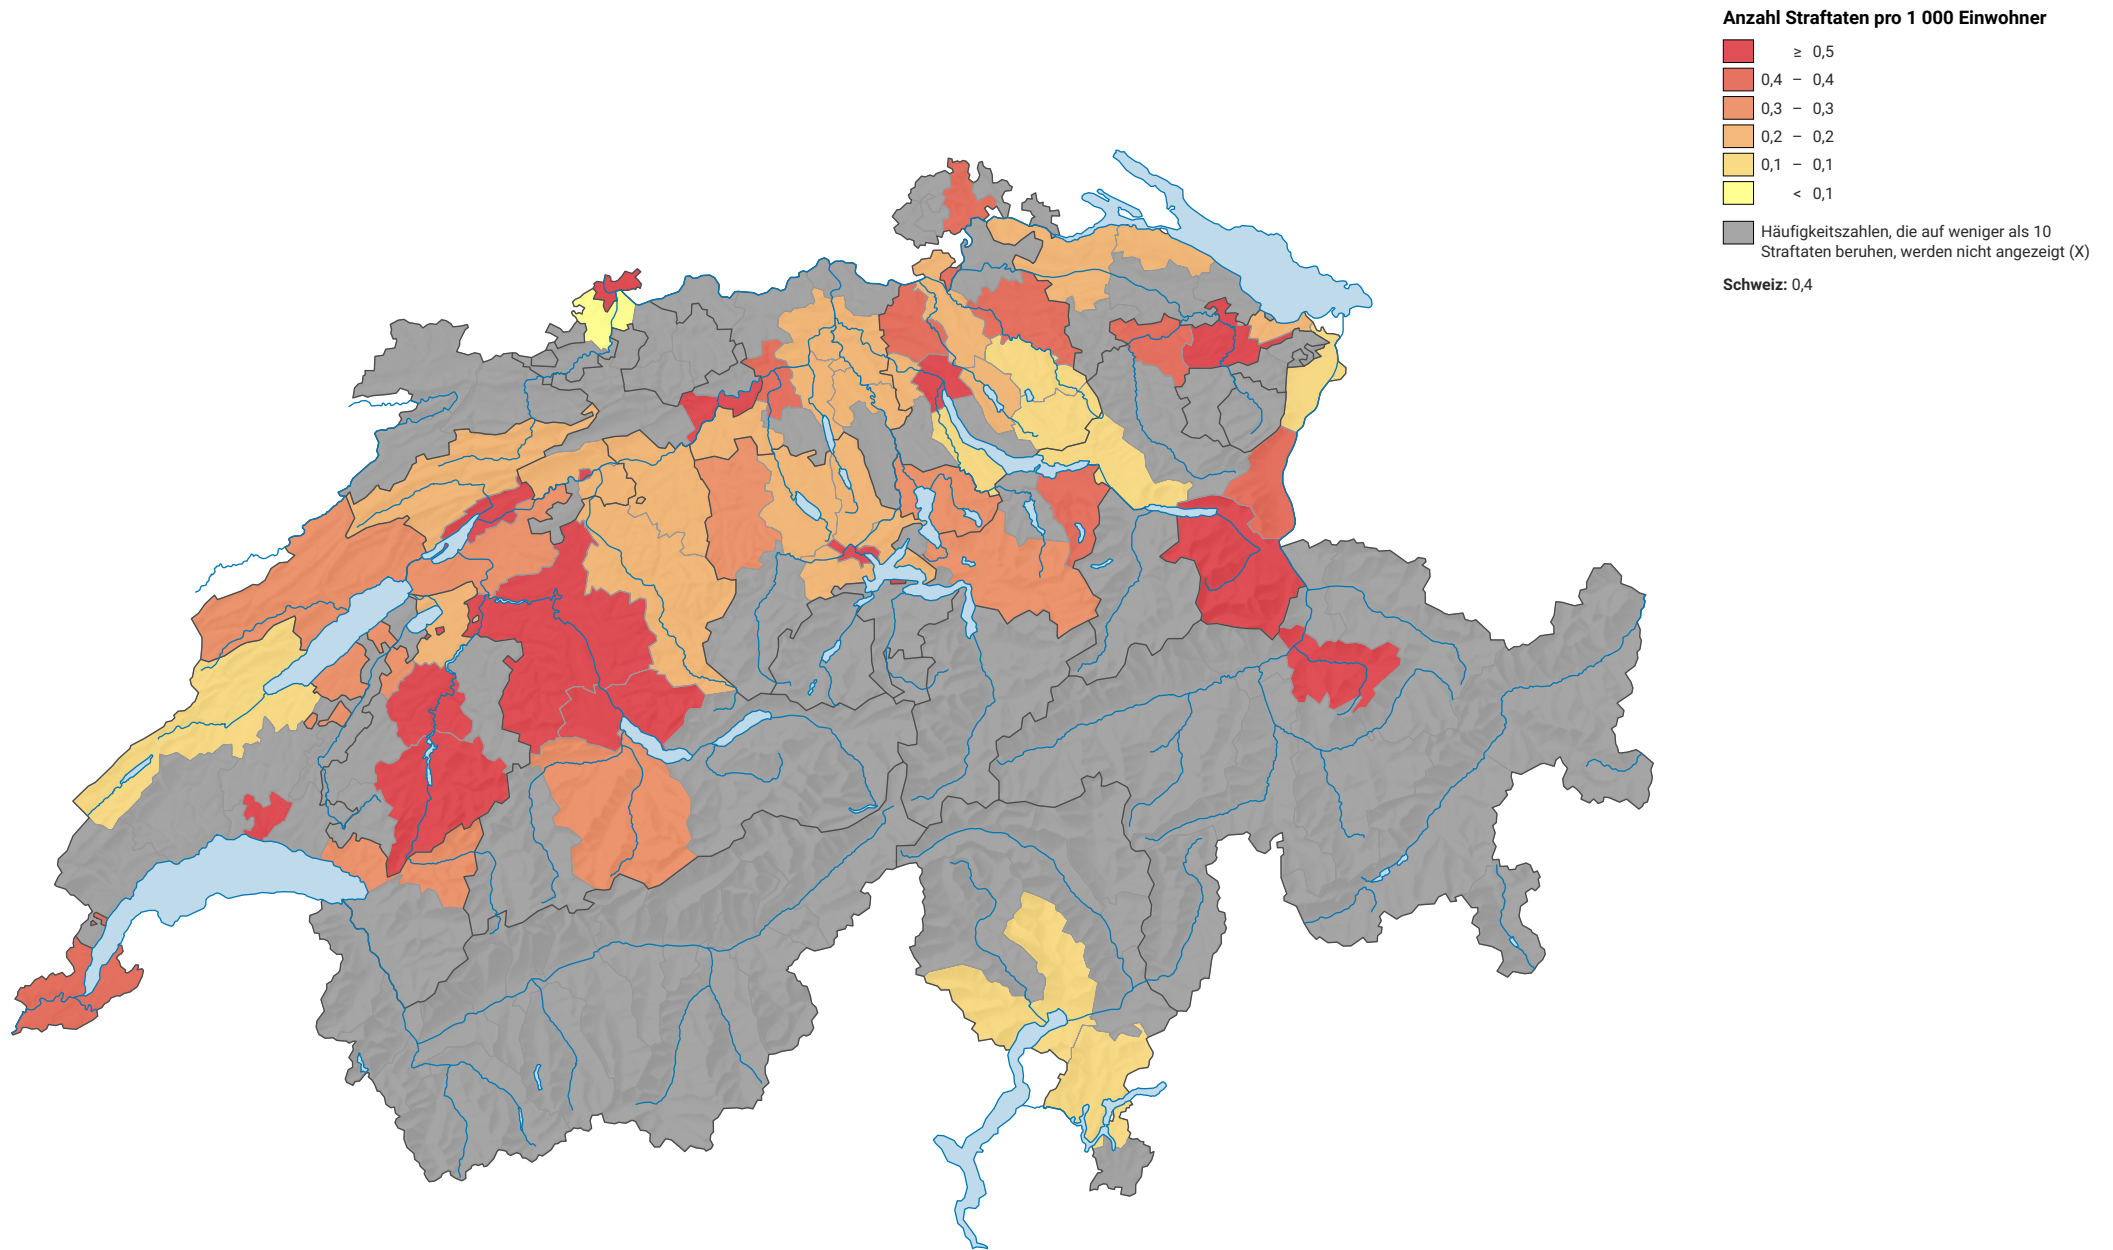 Anzahl Straftaten pro 1 000 Einwohner
≥ 0,5
0,4 – 0,4
0,3 – 0,3
0,2 – 0,2
0,1 – 0,1
< 0,1
Häufigkeitszahlen, die auf weniger als 10
Straftaten beruhen, werden nicht angezeigt (X)
Schweiz: 0,4